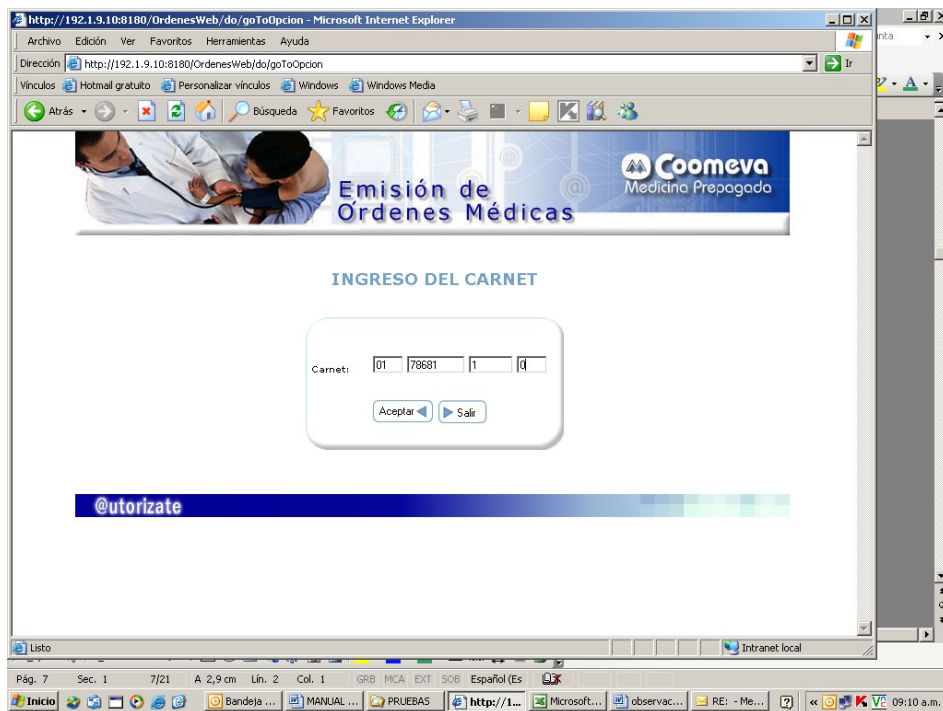 http://192.1.9.10:8180/OrdenesWeb/do/goToOpcion - Microsoft Internet Explorer
Archivo Edición Ver Favoritos Herramientas Ayuda
Dirección http://192.1.9.10:8180/OrdenesWeb/do/goToOpcion Ir
Vínculos Hotmail gratuito Personalizar vínculos Windows Windows Media
Atrás Búsqueda Favoritos
Coomeva
Medicina Prepagada
Emisión de
Órdenes Médicas
INGRESO DEL CARNET
Carnet: 01 78681 1 0
Aceptar Salir
@utorizate
Listo Intranet local
Pág. 7 Sec. 1 7/21 A 2,9 cm Lín. 2 Col. 1 GRB MCA EXT SOB Español (Es
Inicio Bandeja ... MANUAL ... PRUEBAS http://1... Microsoft... observac... RE: - Me... 09:10 a.m.